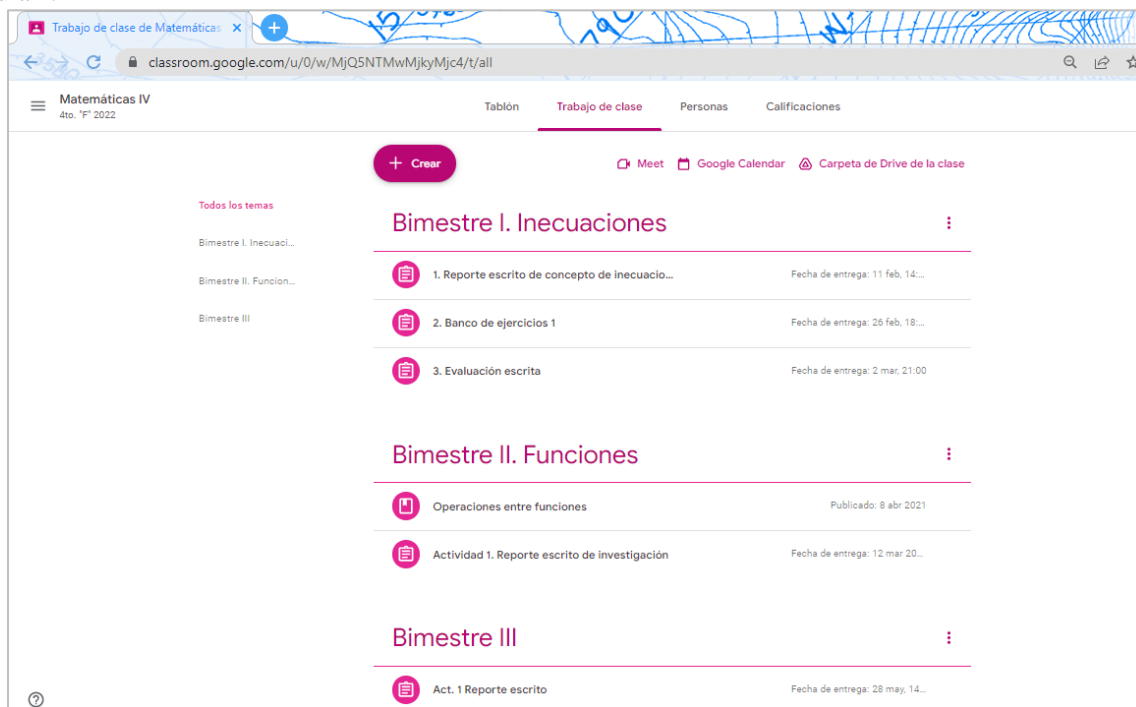 Trabajo de clase de Matemáticas
classroom.google.com/u/0/w/MjQ5NTMwMjkyMjc4/t/all
Matemáticas IV
4to. "F" 2022
Tablón Trabajo de clase Personas Calificaciones
+ Crear
Meet Google Calendar Carpeta de Drive de la clase
Todos los temas
Bimestre I. Inecuaci...
Bimestre II. Funcion...
Bimestre III
Bimestre I. Inecuaciones
1. Reporte escrito de concepto de inecuacio... Fecha de entrega: 11 feb, 14:...
2. Banco de ejercicios 1 Fecha de entrega: 26 feb, 18:...
3. Evaluación escrita Fecha de entrega: 2 mar, 21:00
Bimestre II. Funciones
Operaciones entre funciones Publicado: 8 abr 2021
Actividad 1. Reporte escrito de investigación Fecha de entrega: 12 mar 20...
Bimestre III
Act. 1 Reporte escrito Fecha de entrega: 28 may, 14...